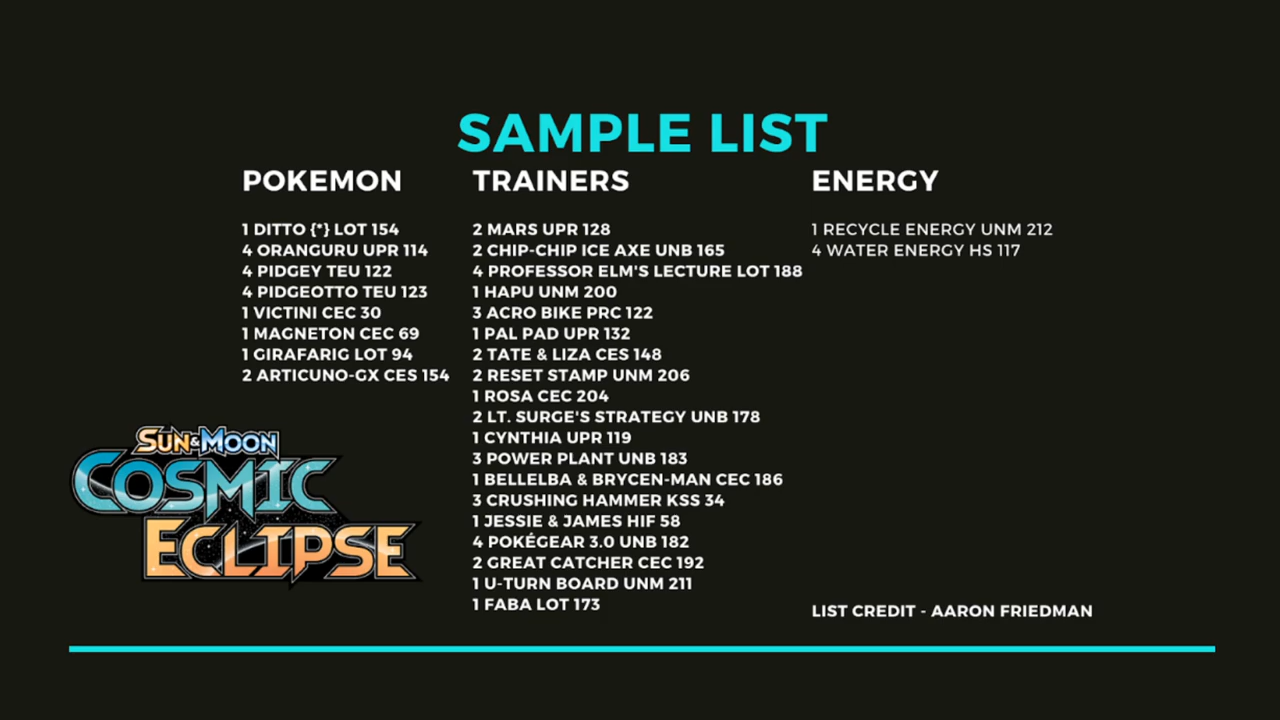 SAMPLE LIST
POKEMON
1 DITTO {*} LOT 154
4 ORANGURU UPR 114
4 PIDGEY TEU 122
4 PIDGEOTTO TEU 123
1 VICTINI CEC 30
1 MAGNETON CEC 69
1 GIRAFARIG LOT 94
2 ARTICUNO-GX CES 154
TRAINERS
2 MARS UPR 128
2 CHIP-CHIP ICE AXE UNB 165
4 PROFESSOR ELM'S LECTURE LOT 188
1 HAPU UNM 200
3 ACRO BIKE PRC 122
1 PAL PAD UPR 132
2 TATE & LIZA CES 148
2 RESET STAMP UNM 206
1 ROSA CEC 204
2 LT. SURGE'S STRATEGY UNB 178
1 CYNTHIA UPR 119
3 POWER PLANT UNB 183
1 BELLELBA & BRYCEN-MAN CEC 186
3 CRUSHING HAMMER KSS 34
1 JESSIE & JAMES HIF 58
4 POKÉGEAR 3.0 UNB 182
2 GREAT CATCHER CEC 192
1 U-TURN BOARD UNM 211
1 FABA LOT 173
ENERGY
1 RECYCLE ENERGY UNM 212
4 WATER ENERGY HS 117
SUN & MOON
COSMIC
ECLIPSE
LIST CREDIT - AARON FRIEDMAN